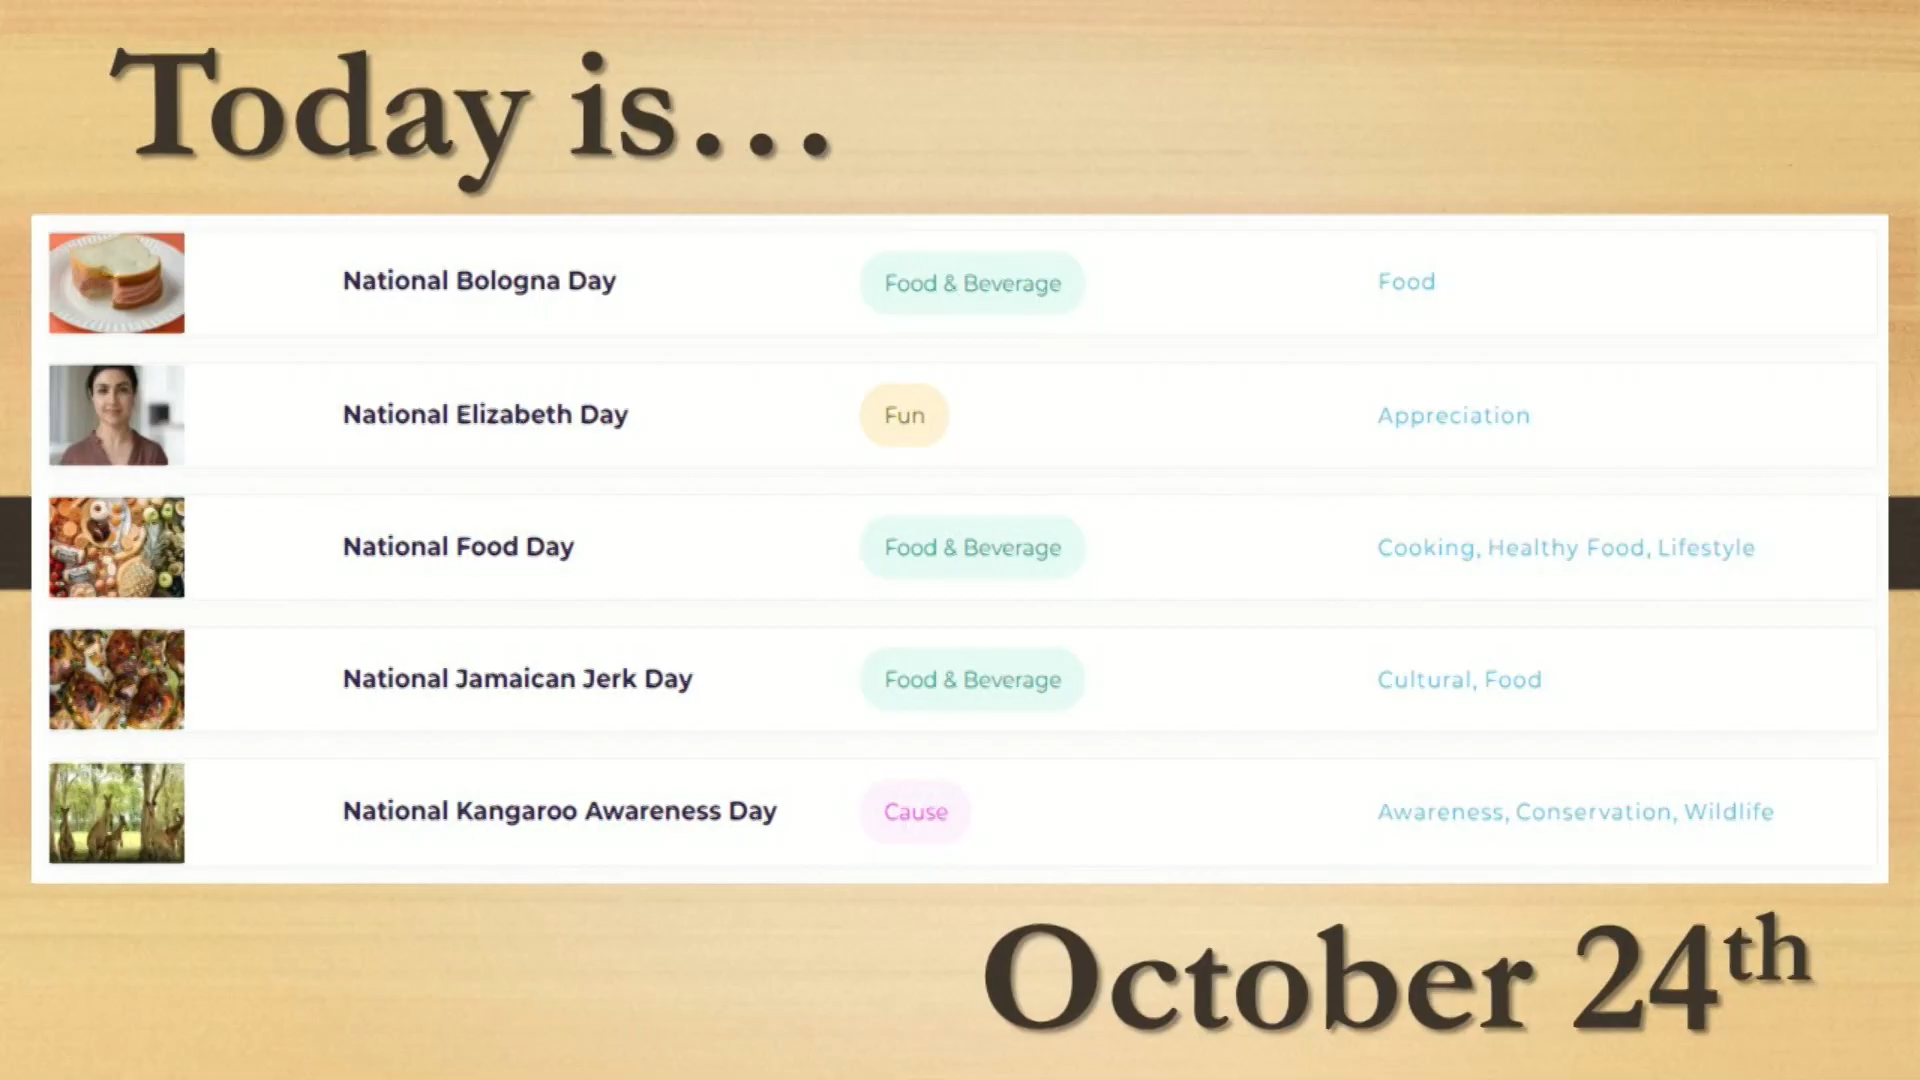 Today is...
National Bologna Day Food & Beverage Food
National Elizabeth Day Fun Appreciation
National Food Day Food & Beverage Cooking, Healthy Food, Lifestyle
National Jamaican Jerk Day Food & Beverage Cultural, Food
National Kangaroo Awareness Day Cause Awareness, Conservation, Wildlife
October 24th